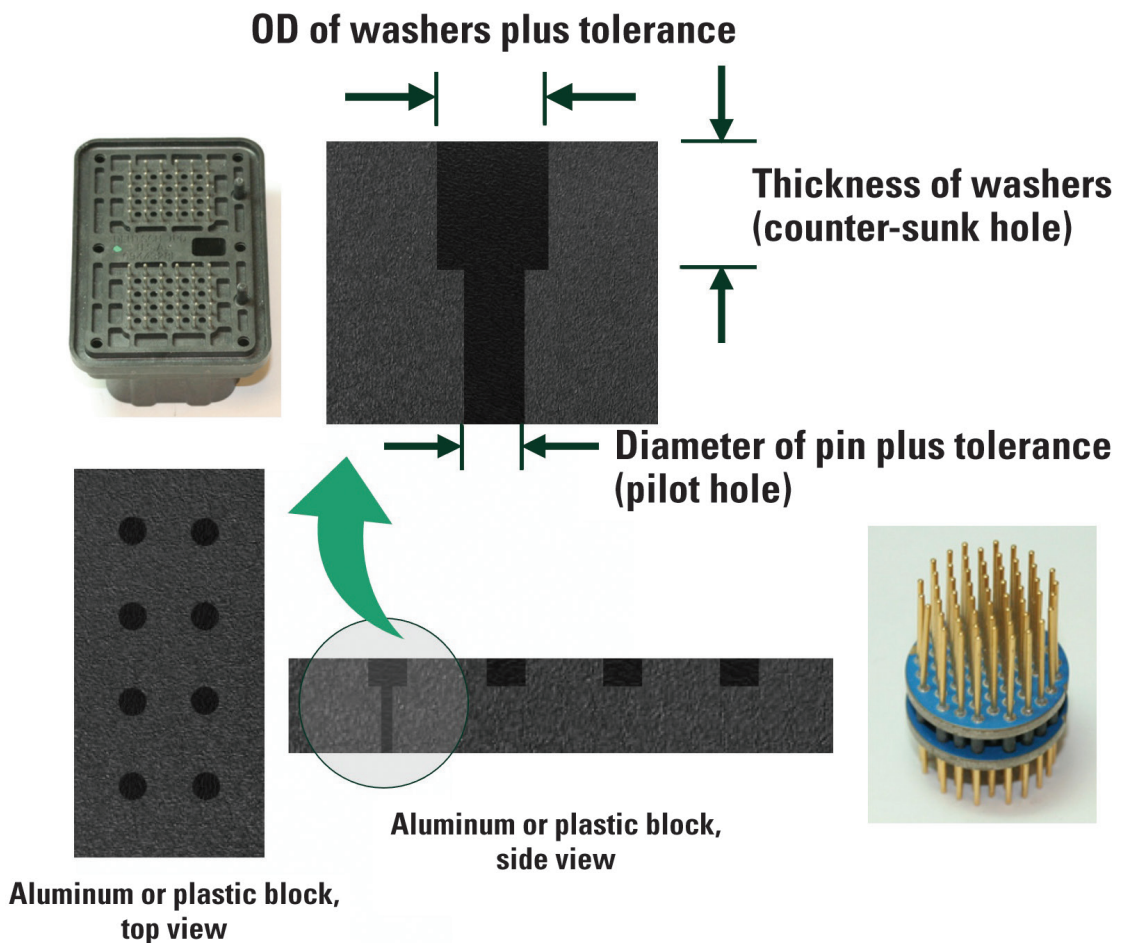 OD of washers plus tolerance
Thickness of washers
(counter-sunk hole)
Diameter of pin plus tolerance
(pilot hole)
Aluminum or plastic block,
side view
Aluminum or plastic block,
top view